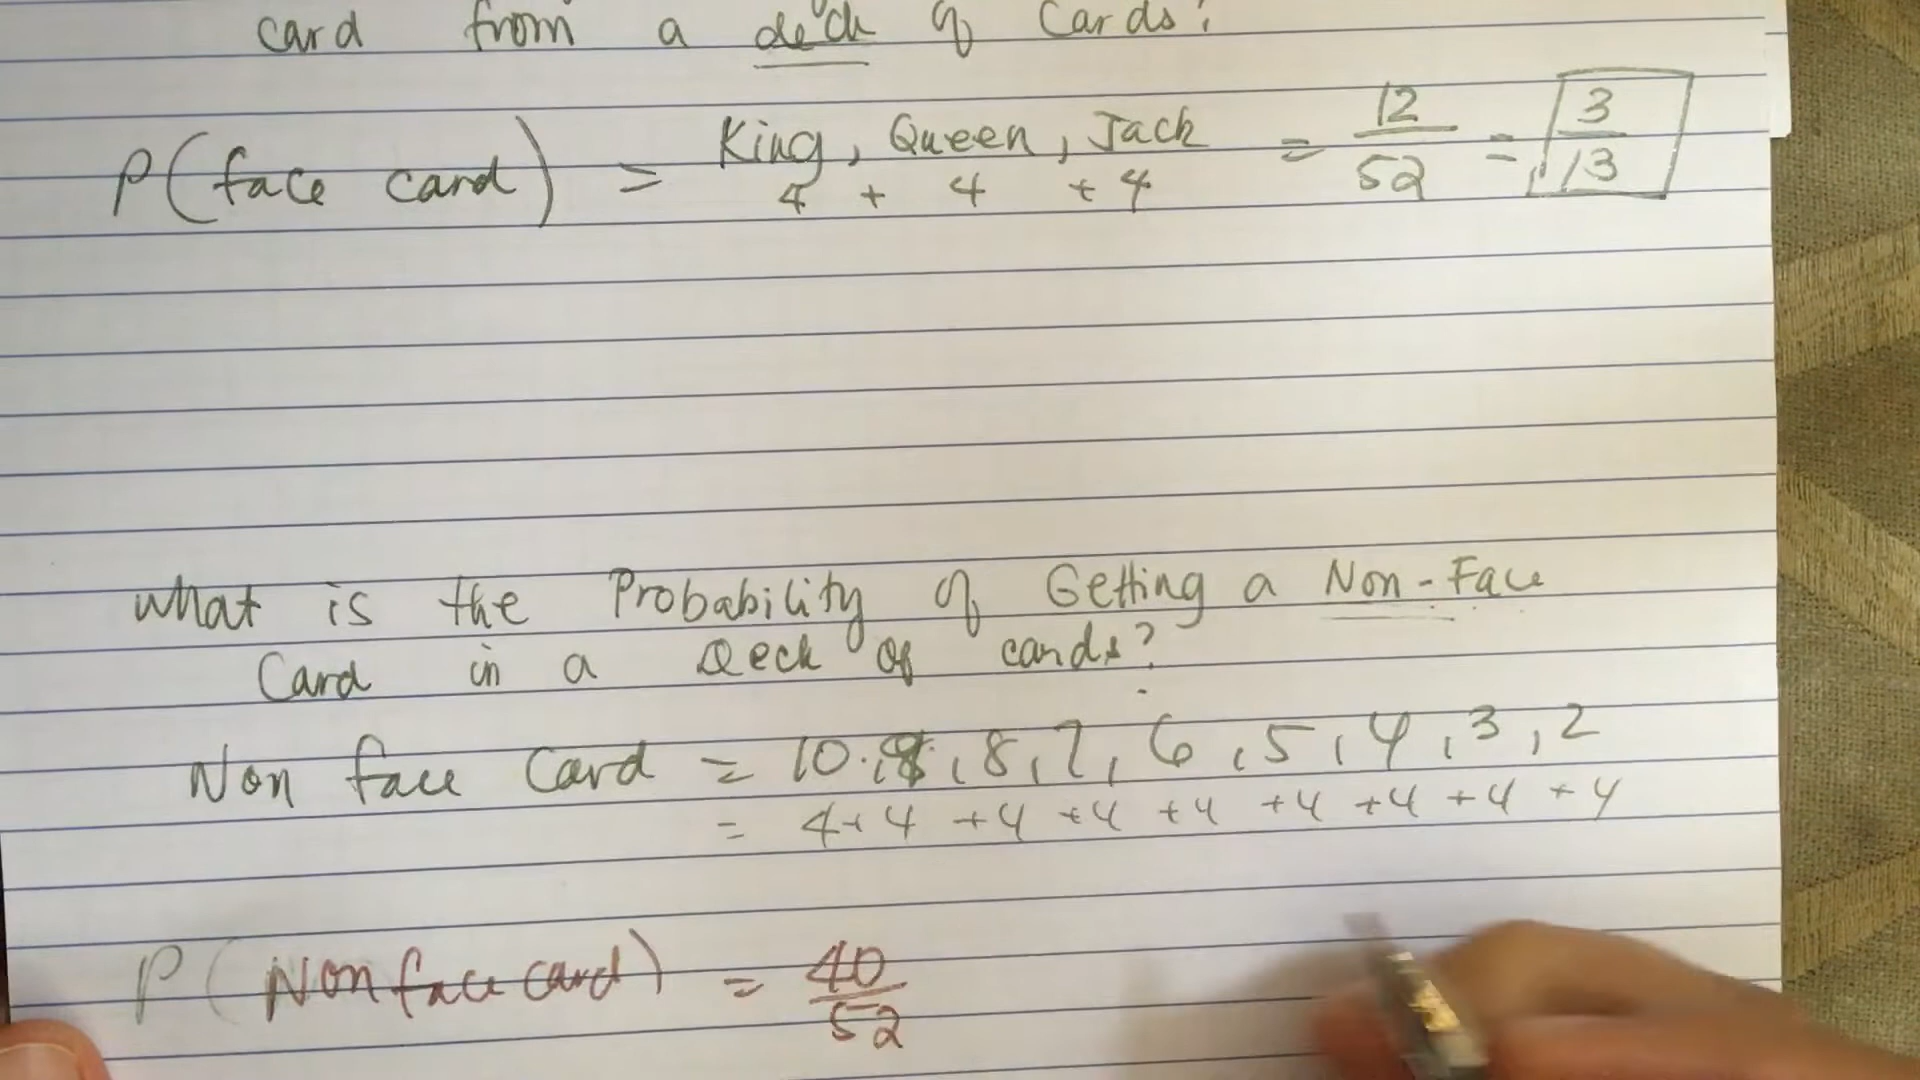 card from a deck of Cards?
P(face card) = King, Queen, Jack = 12/52 = 3/13
4 + 4 + 4
What is the Probability of Getting a Non-Face
Card in a Deck of cards?
Non face Card = 10, 9, 8, 7, 6, 5, 4, 3, 2
= 4+4 +4 +4 +4 +4 +4 +4 +4
P(Non face card) = 40/52